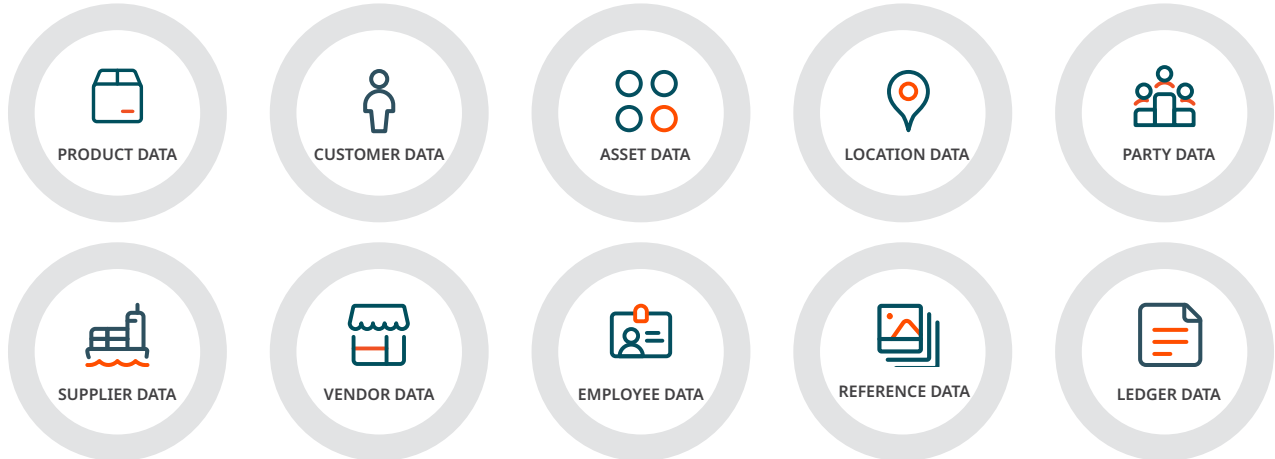 PRODUCT DATA
CUSTOMER DATA
ASSET DATA
LOCATION DATA
PARTY DATA
SUPPLIER DATA
VENDOR DATA
EMPLOYEE DATA
REFERENCE DATA
LEDGER DATA